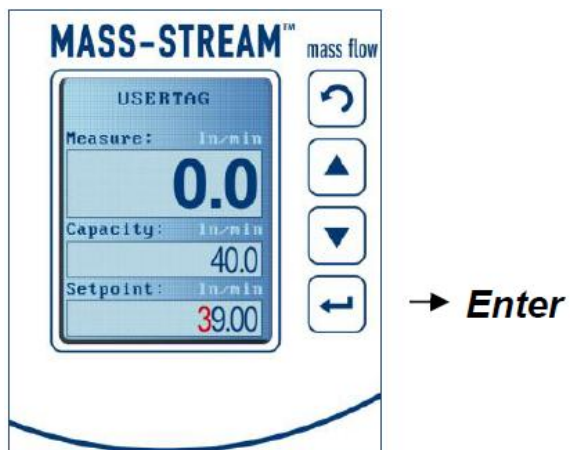 MASS-STREAM™ mass flow
USERTAG
Measure: ln/min
0.0
Capacity: ln/min
40.0
Setpoint: ln/min
39.00
→ Enter